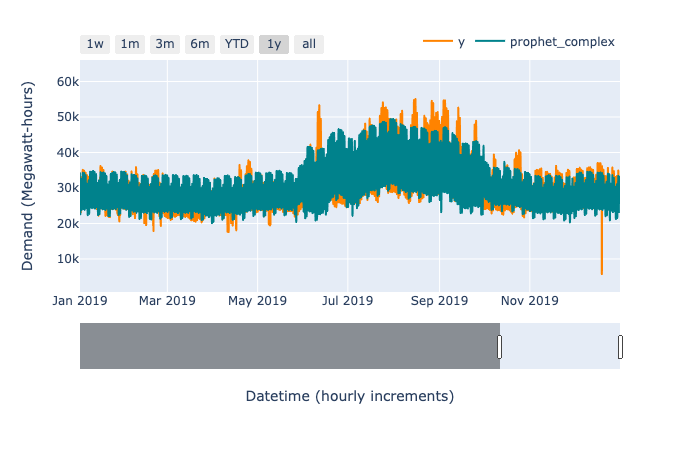 1w 1m 3m 6m YTD 1y all
y prophet_complex
Demand (Megawatt-hours)
60k
50k
40k
30k
20k
10k
Jan 2019 Mar 2019 May 2019 Jul 2019 Sep 2019 Nov 2019
Datetime (hourly increments)